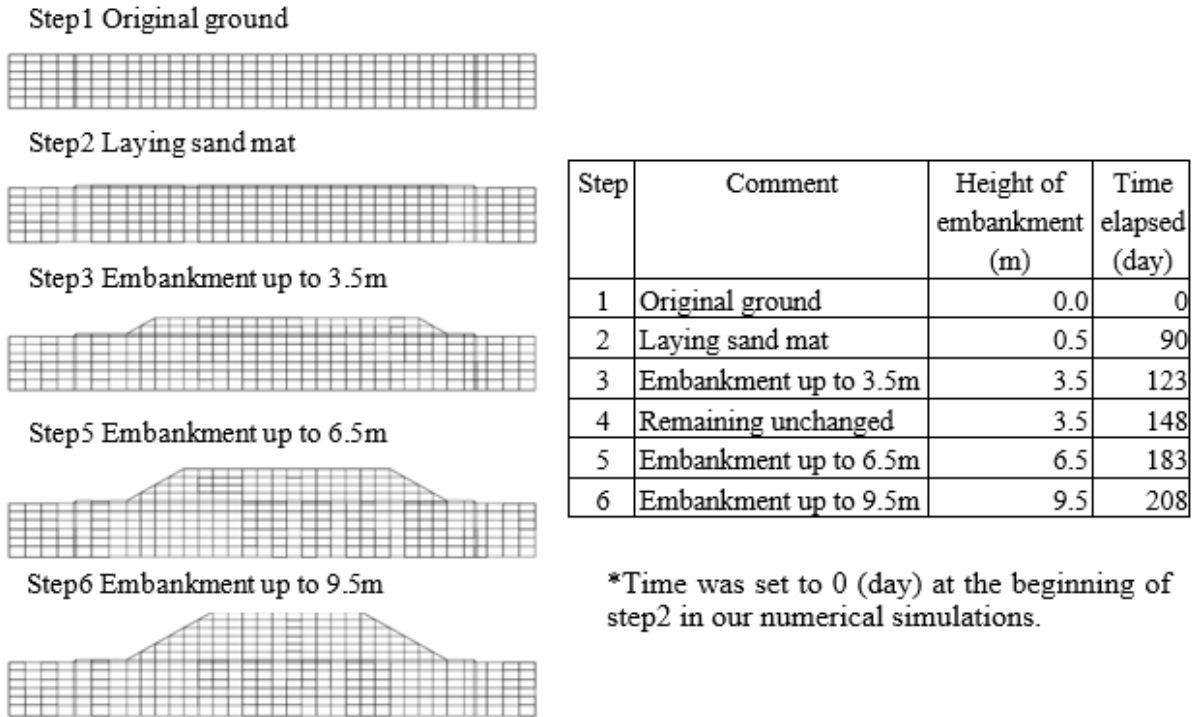 Step1 Original ground
Step2 Laying sand mat
Step3 Embankment up to 3.5m
Step5 Embankment up to 6.5m
Step6 Embankment up to 9.5m
Step Comment Height of embankment (m) Time elapsed (day)
1 Original ground 0.0 0
2 Laying sand mat 0.5 90
3 Embankment up to 3.5m 3.5 123
4 Remaining unchanged 3.5 148
5 Embankment up to 6.5m 6.5 183
6 Embankment up to 9.5m 9.5 208
*Time was set to 0 (day) at the beginning of
step2 in our numerical simulations.